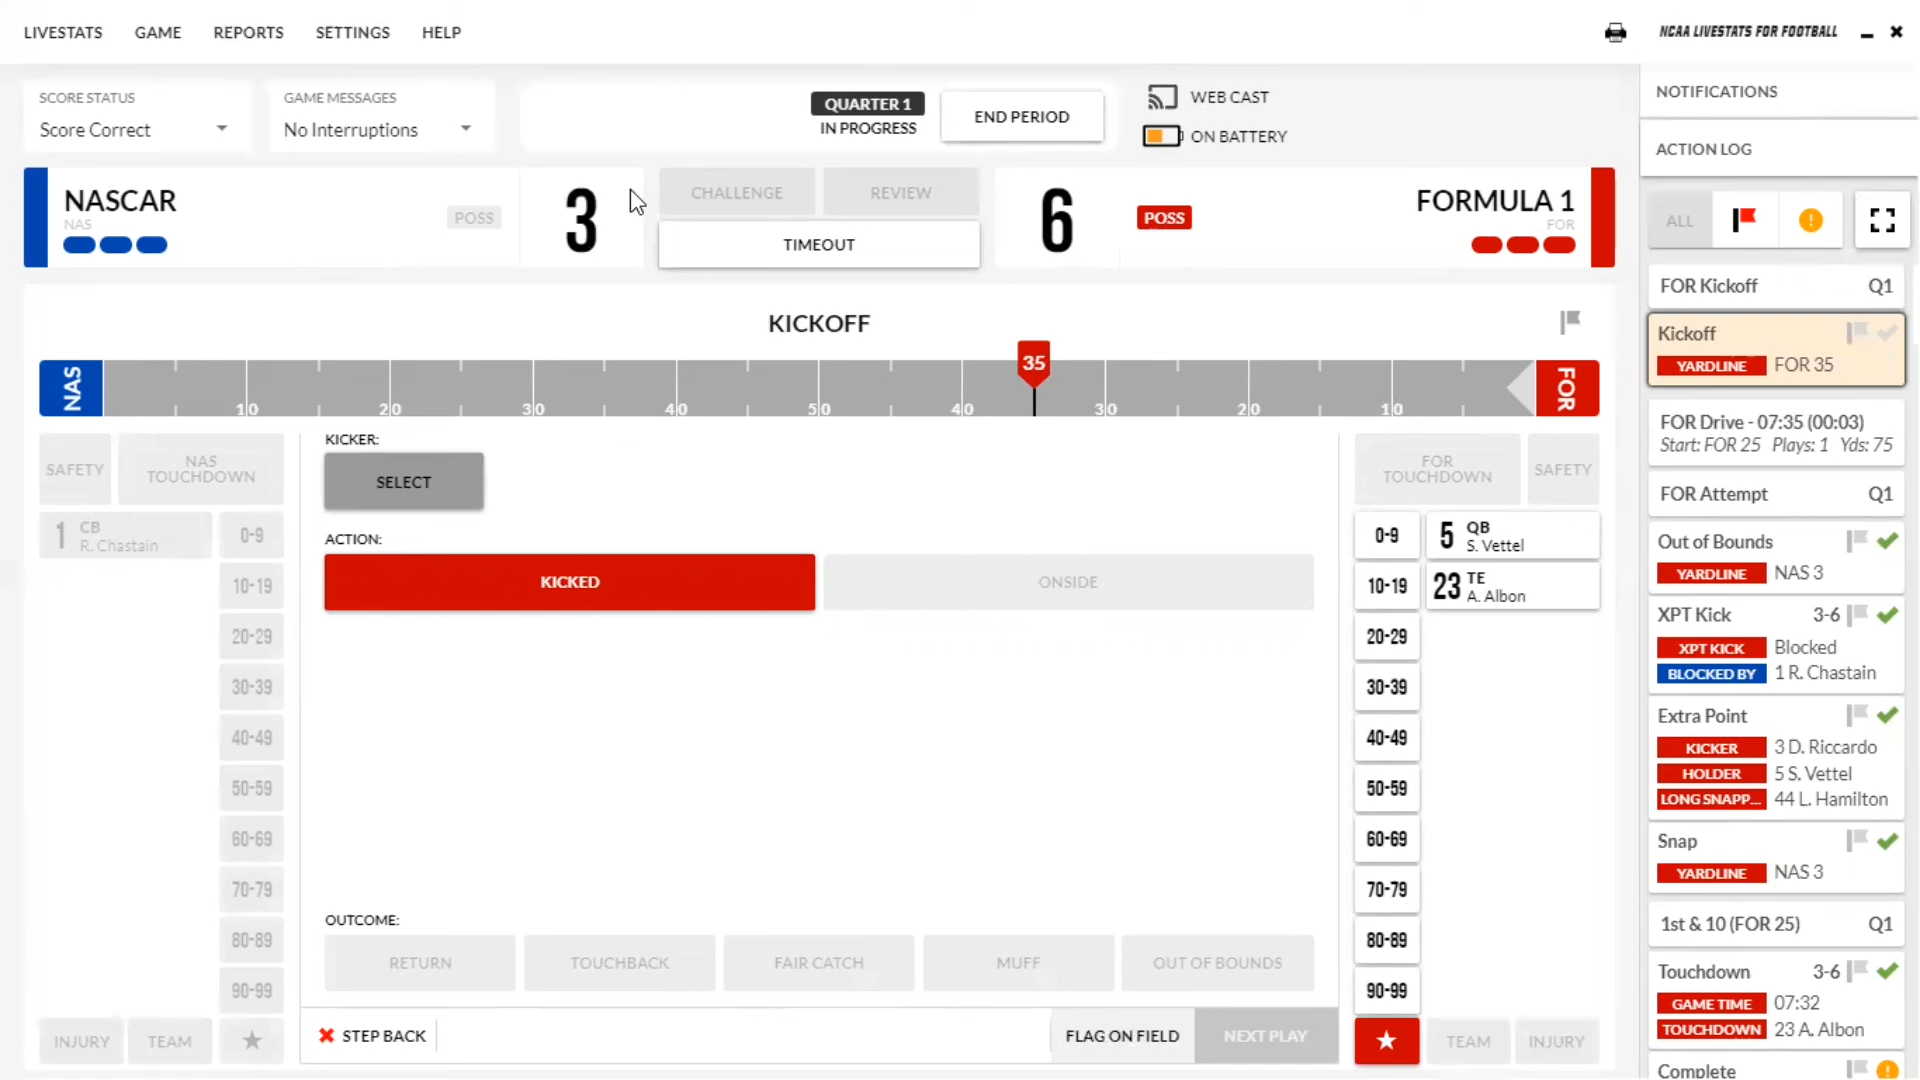 LIVESTATS GAME REPORTS SETTINGS HELP
NCAA LIVESTATS FOR FOOTBALL
SCORE STATUS
Score Correct
GAME MESSAGES
No Interruptions
QUARTER 1
IN PROGRESS
END PERIOD
WEB CAST
ON BATTERY
NASCAR
NAS
POSS
3
CHALLENGE
REVIEW
TIMEOUT
6
POSS
FORMULA 1
FOR
KICKOFF
NAS
10 20 30 40 50 40 30 20 10
35
FOR
SAFETY
NAS
TOUCHDOWN
1
CB
R. Chastain
0-9
10-19
20-29
30-39
40-49
50-59
60-69
70-79
80-89
90-99
INJURY
TEAM
KICKER:
SELECT
ACTION:
KICKED
ONSIDE
OUTCOME:
RETURN
TOUCHBACK
FAIR CATCH
MUFF
OUT OF BOUNDS
STEP BACK
FLAG ON FIELD
NEXT PLAY
FOR
TOUCHDOWN
SAFETY
0-9
10-19
20-29
30-39
40-49
50-59
60-69
70-79
80-89
90-99
5
QB
S. Vettel
23
TE
A. Albon
TEAM
INJURY
NOTIFICATIONS
ACTION LOG
ALL
FOR Kickoff Q1
Kickoff
YARDLINE FOR 35
FOR Drive - 07:35 (00:03)
Start: FOR 25 Plays: 1 Yds: 75
FOR Attempt Q1
Out of Bounds
YARDLINE NAS 3
XPT Kick 3-6
XPT KICK Blocked
BLOCKED BY 1 R. Chastain
Extra Point
KICKER 3 D. Riccardo
HOLDER 5 S. Vettel
LONG SNAPP... 44 L. Hamilton
Snap
YARDLINE NAS 3
1st & 10 (FOR 25) Q1
Touchdown 3-6
GAME TIME 07:32
TOUCHDOWN 23 A. Albon
Complete